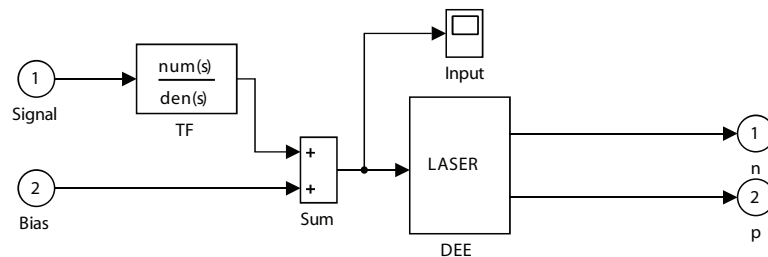 1
Signal
num(s)
den(s)
TF
2
Bias
+
+
Sum
Input
LASER
DEE
1
n
2
p